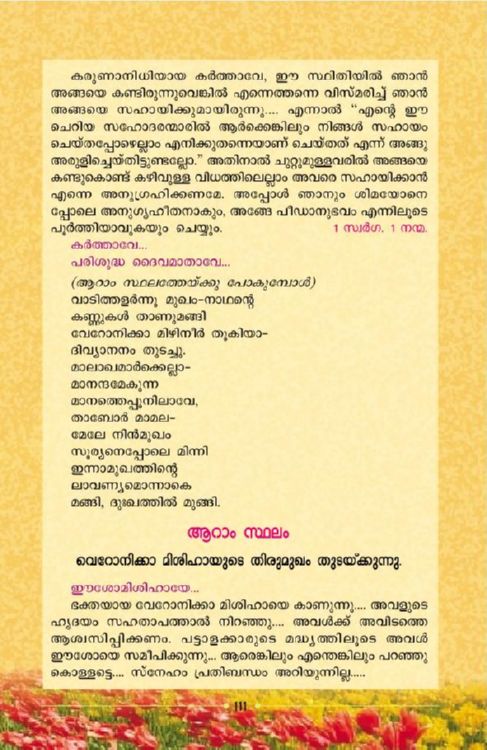 കരുണാനിധിയായ കർത്താവേ, ഈ സ്ഥിതിയിൽ ഞാൻ
അങ്ങയെ കണ്ടിരുന്നുവെങ്കിൽ എന്നെത്തന്നെ വിസ്മരിച്ച് ഞാൻ
അങ്ങയെ സഹായിക്കുമായിരുന്നു.... എന്നാൽ "എന്റെ ഈ
ചെറിയ സഹോദരന്മാരിൽ ആർക്കെങ്കിലും നിങ്ങൾ സഹായം
ചെയ്തപ്പോഴെല്ലാം എനിക്കുതന്നെയാണ് ചെയ്തത് എന്ന് അങ്ങു
അരുളിച്ചെയ്തിട്ടുണ്ടല്ലോ." അതിനാൽ ചുറ്റുമുള്ളവരിൽ അങ്ങയെ
കണ്ടുകൊണ്ട് കഴിവുള്ള വിധത്തിലെല്ലാം അവരെ സഹായിക്കാൻ
എന്നെ അനുഗ്രഹിക്കണമേ. അപ്പോൾ ഞാനും ശിമയോനെ
പ്പോലെ അനുഗൃഹീതനാകും, അങ്ങേ പീഡാനുഭവം എന്നിലൂടെ
പൂർത്തിയാവുകയും ചെയ്യും. 1 സ്വർഗ. 1 നന്മ.
കർത്താവേ...
പരിശുദ്ധ ദൈവമാതാവേ...
(ആറാം സ്ഥലത്തേയ്ക്കു പോകുമ്പോൾ)
വാടിത്തളർന്നൂ മുഖം-നാഥന്റെ
കണ്ണുകൾ താണുമങ്ങി
വേറോനിക്കാ മിഴിനീർ തൂകിയാ-
ദിവ്യാനനം തുടച്ചൂ.
മാലാഖമാർക്കെല്ലാ-
മാനന്ദമേകുന്ന
മാനത്തെപ്പൂനിലാവേ,
താബോർ മാമല-
മേലേ നിൻമുഖം
സൂര്യനെപ്പോലെ മിന്നി
ഇന്നാമുഖത്തിന്റെ
ലാവണ്യമൊന്നാകെ
മങ്ങി, ദുഃഖത്തിൽ മുങ്ങി.
ആറാം സ്ഥലം
വെറോനിക്കാ മിശിഹായുടെ തിരുമുഖം തുടയ്ക്കുന്നു.
ഈശോമിശിഹായേ...
ഭക്തയായ വേറോനിക്കാ മിശിഹായെ കാണുന്നു.... അവളുടെ
ഹൃദയം സഹതാപത്താൽ നിറഞ്ഞു.... അവൾക്ക് അവിടത്തെ
ആശ്വസിപ്പിക്കണം. പട്ടാളക്കാരുടെ മദ്ധ്യത്തിലൂടെ അവൾ
ഈശോയെ സമീപിക്കുന്നു... ആരെങ്കിലും എന്തെങ്കിലും പറഞ്ഞു
കൊള്ളട്ടെ.... സ്നേഹം പ്രതിബന്ധം അറിയുന്നില്ല.....
111